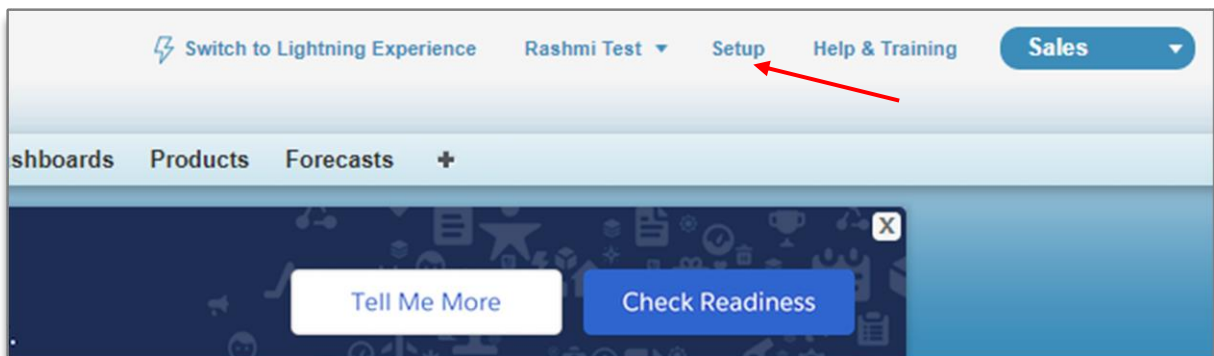 Switch to Lightning Experience Rashmi Test Setup Help & Training Sales
shboards Products Forecasts +
X
Tell Me More Check Readiness
.